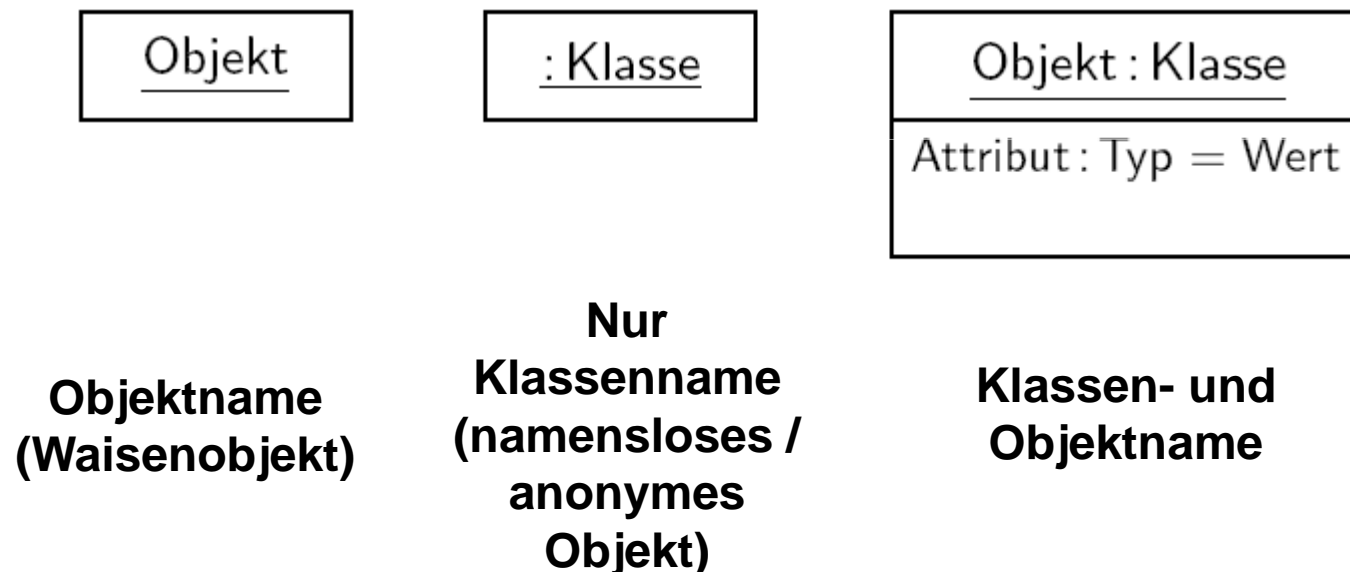 Objekt
: Klasse
Objekt : Klasse
Attribut : Typ = Wert
Objektname
(Waisenobjekt)
Nur
Klassenname
(namensloses /
anonymes
Objekt)
Klassen- und
Objektname